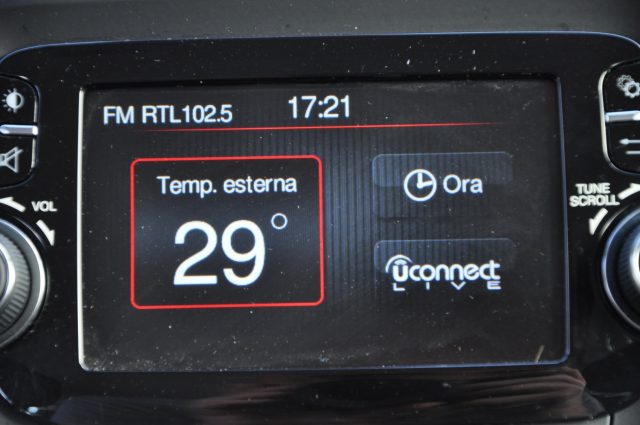 FM RTL102.5 17:21
Temp. esterna
29°
Ora
uconnect
LIVE
VOL
TUNE
SCROLL